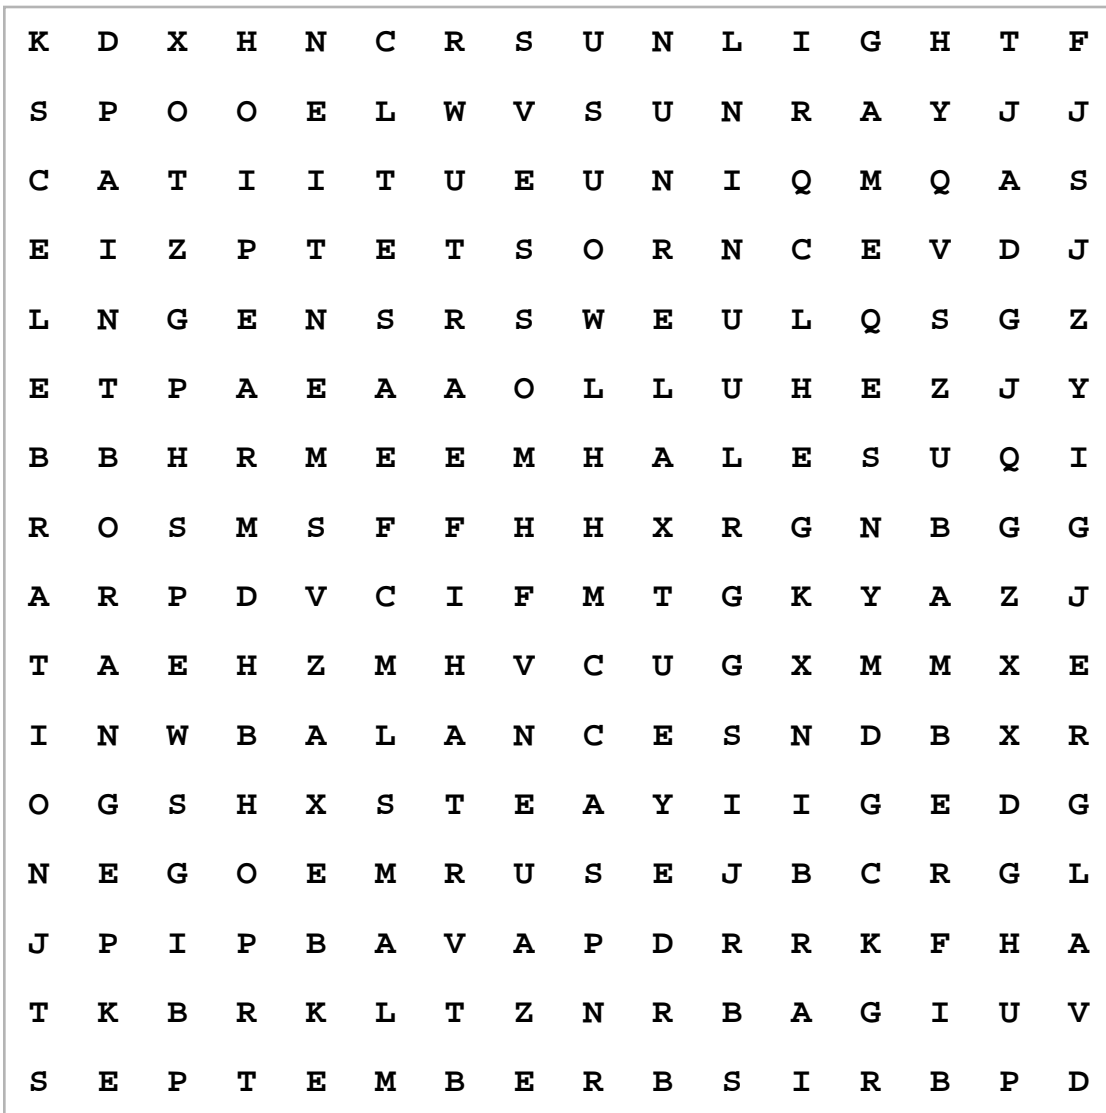 K D X H N C R S U N L I G H T F
S P O O E L W V S U N R A Y J J
C A T I I T U E U N I Q M Q A S
E I Z P T E T S O R N C E V D J
L N G E N S R S W E U L Q S G Z
E T P A E A A O L L U H E Z J Y
B B H R M E E M H A L E S U Q I
R O S M S F F H H X R G N B G G
A R P D V C I F M T G K Y A Z J
T A E H Z M H V C U G X M M X E
I N W B A L A N C E S N D B X R
O G S H X S T E A Y I I G E D G
N E G O E M R U S E J B C R G L
J P I P B A V A P D R R K F H A
T K B R K L T Z N R B A G I U V
S E P T E M B E R B S I R B P D